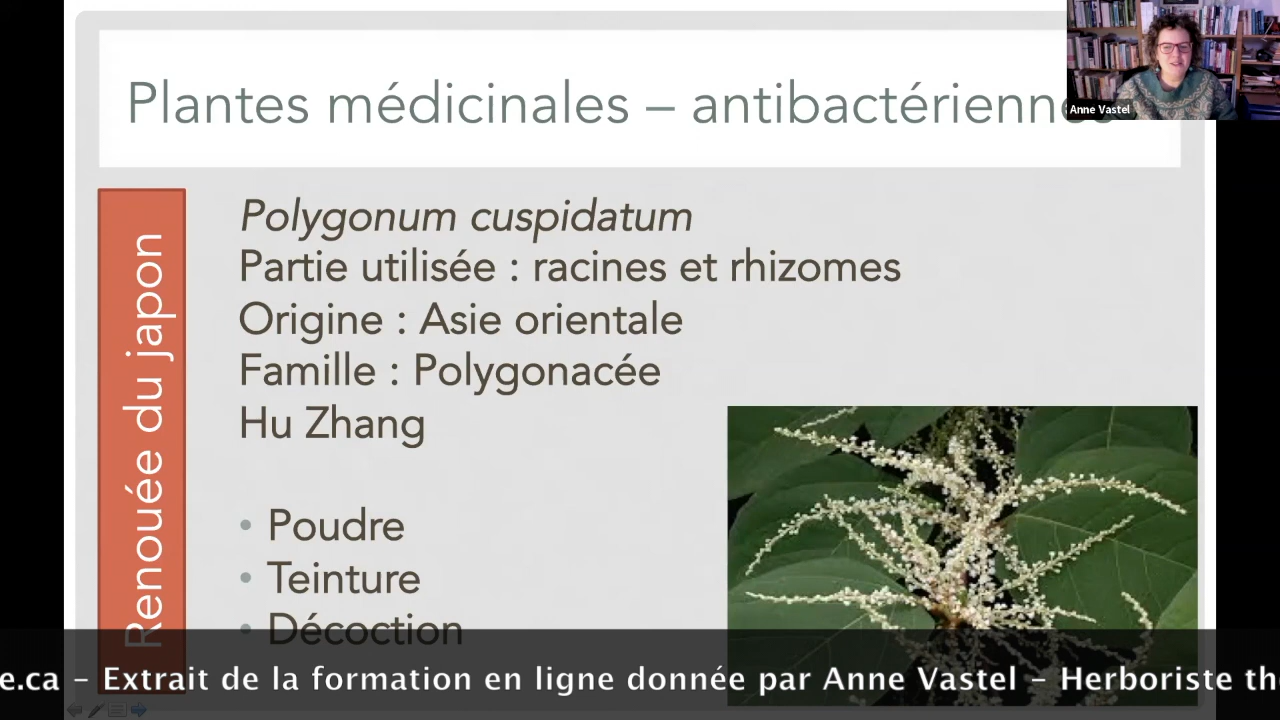 Plantes médicinales – antibactériennes
Anne Vastel
Renouée du japon
Polygonum cuspidatum
Partie utilisée : racines et rhizomes
Origine : Asie orientale
Famille : Polygonacée
Hu Zhang
• Poudre
• Teinture
• Décoction
e.ca – Extrait de la formation en ligne donnée par Anne Vastel – Herboriste th